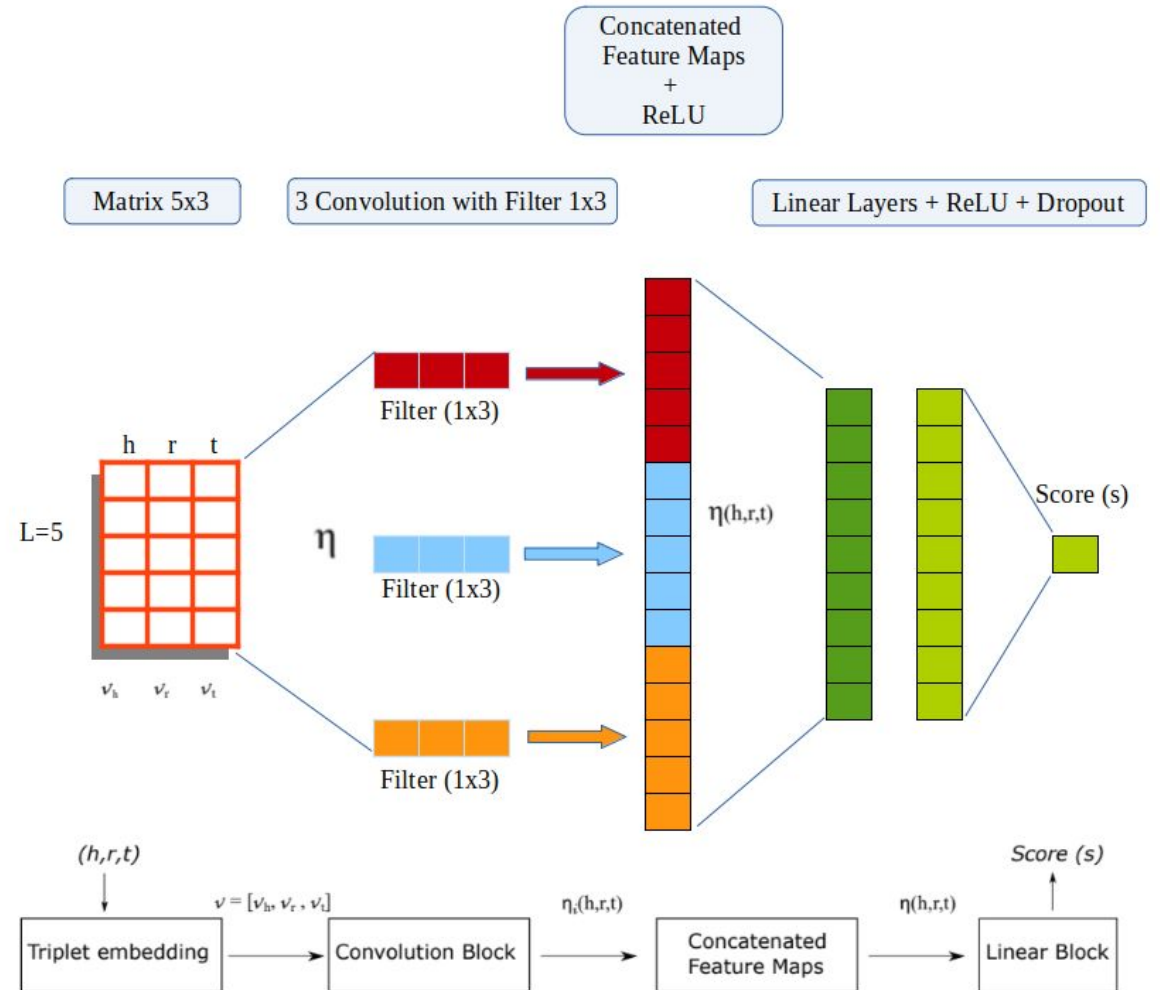 Concatenated
Feature Maps
+
ReLU
Matrix 5x3
3 Convolution with Filter 1x3
Linear Layers + ReLU + Dropout
h r t
L=5
η
Filter (1x3)
Filter (1x3)
Filter (1x3)
η(h,r,t)
Score (s)
𝜈h 𝜈r 𝜈t
(h,r,t)
𝜈 = [𝜈h, 𝜈r , 𝜈t]
ηi(h,r,t)
η(h,r,t)
Score (s)
Triplet embedding
Convolution Block
Concatenated
Feature Maps
Linear Block